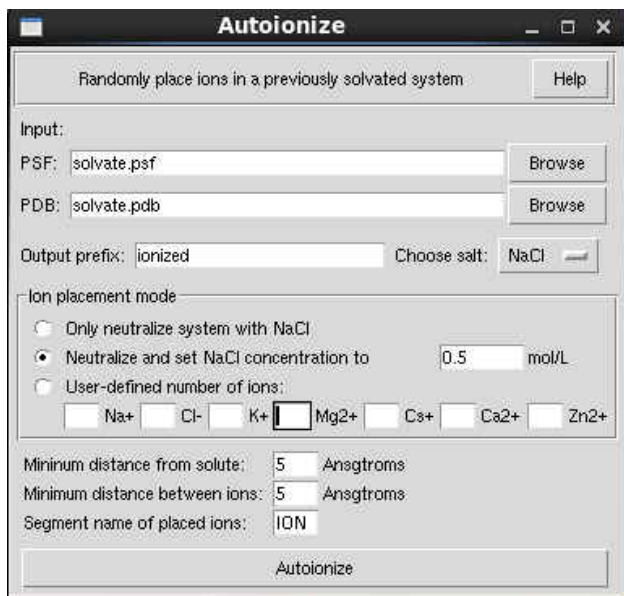 Autoionize
Randomly place ions in a previously solvated system Help
Input:
PSF: solvate.psf Browse
PDB: solvate.pdb Browse
Output prefix: ionized Choose salt: NaCl
Ion placement mode
Only neutralize system with NaCl
Neutralize and set NaCl concentration to 0.5 mol/L
User-defined number of ions:
Na+ Cl- K+ Mg2+ Cs+ Ca2+ Zn2+
Mininum distance from solute: 5 Ansgtroms
Minimum distance between ions: 5 Ansgtroms
Segment name of placed ions: ION
Autoionize